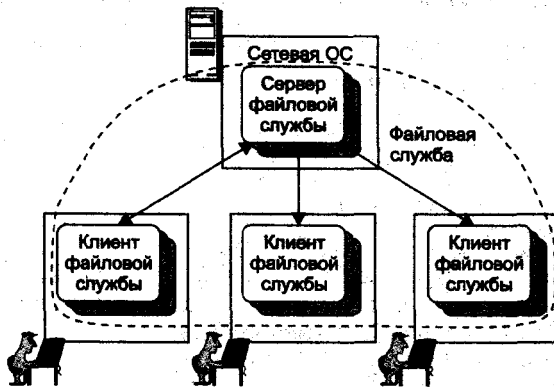 Сетевая ОС
Сервер
файловой
службы
Файловая
служба
Клиент
файловой
службы
Клиент
файловой
службы
Клиент
файловой
службы